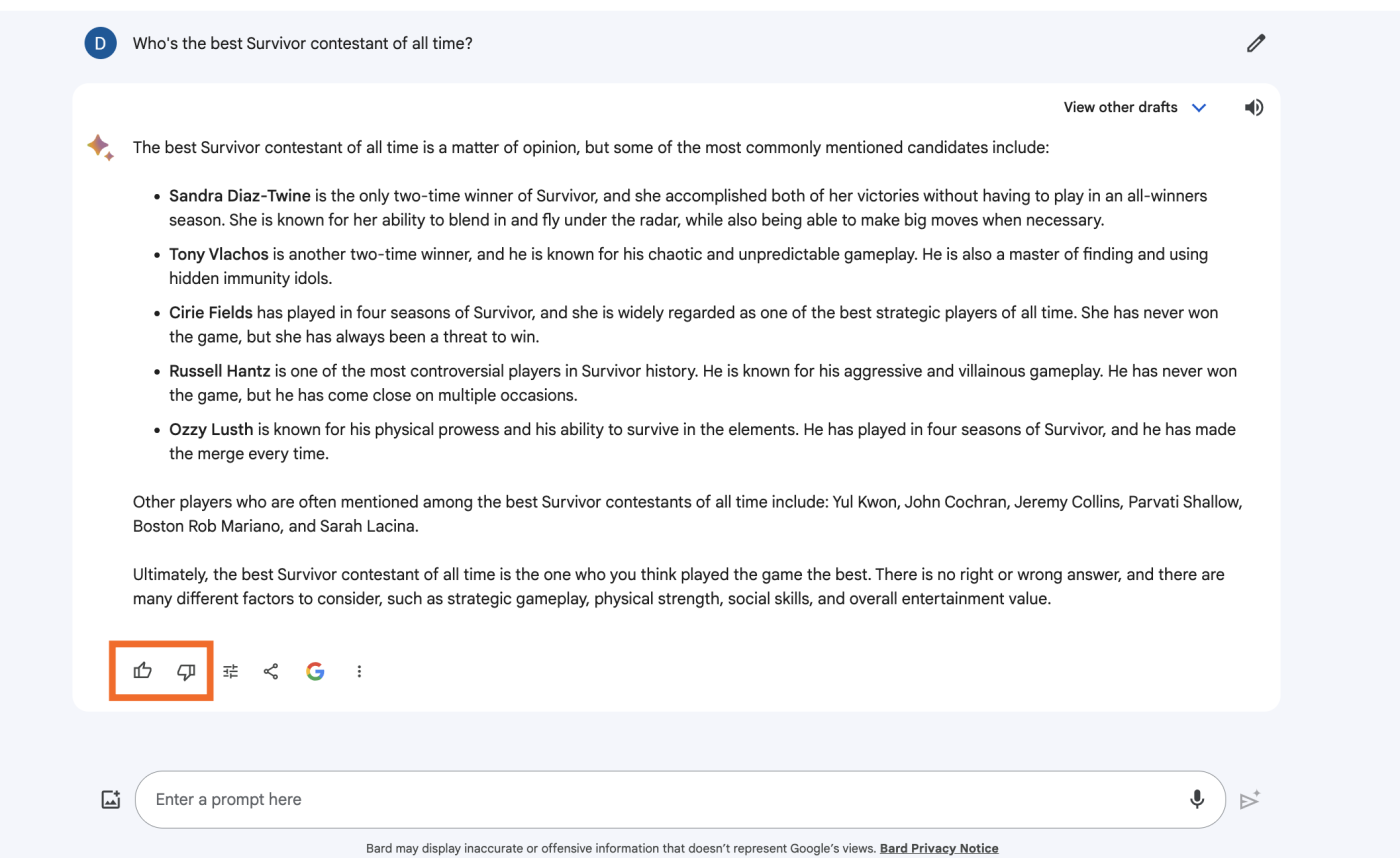 D
Who's the best Survivor contestant of all time?
View other drafts
The best Survivor contestant of all time is a matter of opinion, but some of the most commonly mentioned candidates include:
• Sandra Diaz-Twine is the only two-time winner of Survivor, and she accomplished both of her victories without having to play in an all-winners
season. She is known for her ability to blend in and fly under the radar, while also being able to make big moves when necessary.
• Tony Vlachos is another two-time winner, and he is known for his chaotic and unpredictable gameplay. He is also a master of finding and using
hidden immunity idols.
• Cirie Fields has played in four seasons of Survivor, and she is widely regarded as one of the best strategic players of all time. She has never won
the game, but she has always been a threat to win.
• Russell Hantz is one of the most controversial players in Survivor history. He is known for his aggressive and villainous gameplay. He has never won
the game, but he has come close on multiple occasions.
• Ozzy Lusth is known for his physical prowess and his ability to survive in the elements. He has played in four seasons of Survivor, and he has made
the merge every time.
Other players who are often mentioned among the best Survivor contestants of all time include: Yul Kwon, John Cochran, Jeremy Collins, Parvati Shallow,
Boston Rob Mariano, and Sarah Lacina.
Ultimately, the best Survivor contestant of all time is the one who you think played the game the best. There is no right or wrong answer, and there are
many different factors to consider, such as strategic gameplay, physical strength, social skills, and overall entertainment value.
G
Enter a prompt here
Bard may display inaccurate or offensive information that doesn't represent Google's views. Bard Privacy Notice